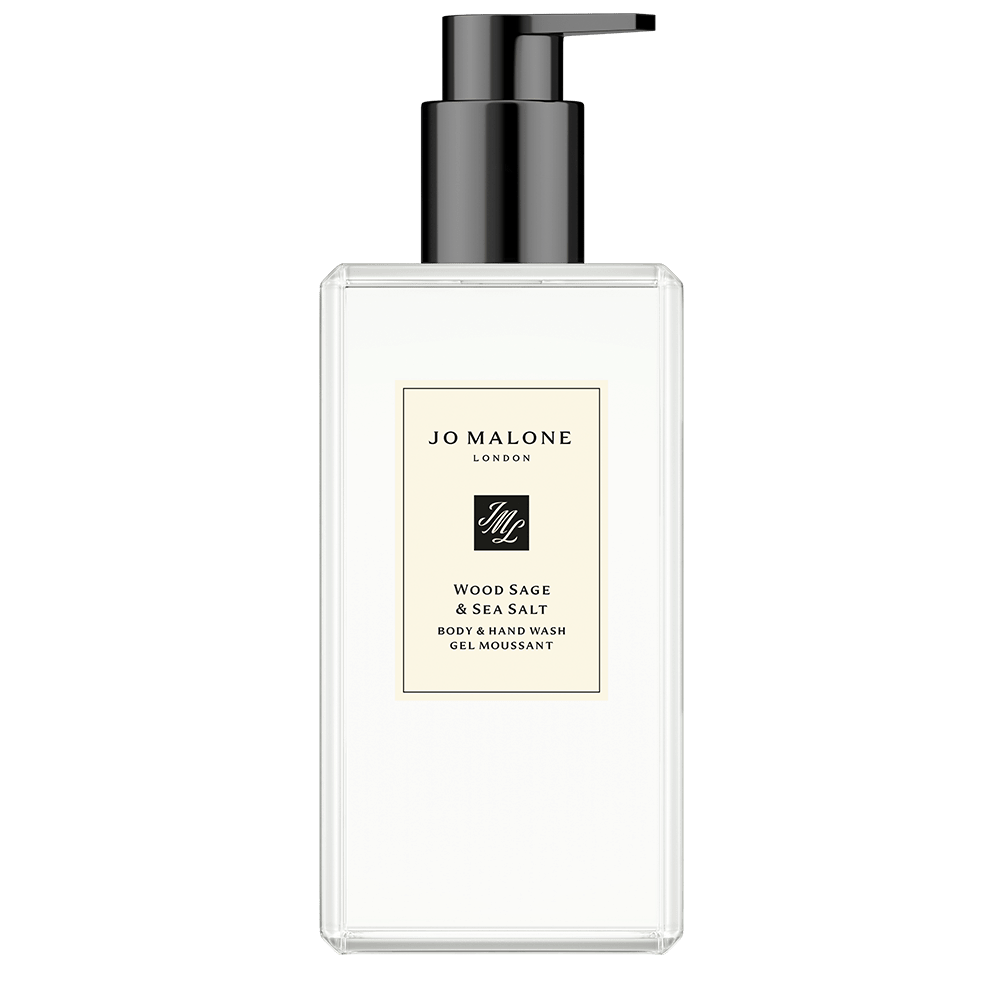 JO MALONE
LONDON
JML
WOOD SAGE
& SEA SALT
BODY & HAND WASH
GEL MOUSSANT